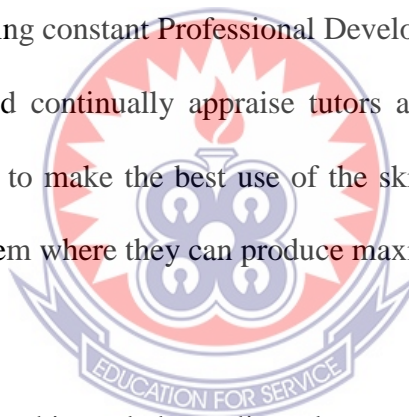 ing constant Professional Develo
d continually appraise tutors a
to make the best use of the sk
em where they can produce maxi
EDUCATION FOR SERVICE